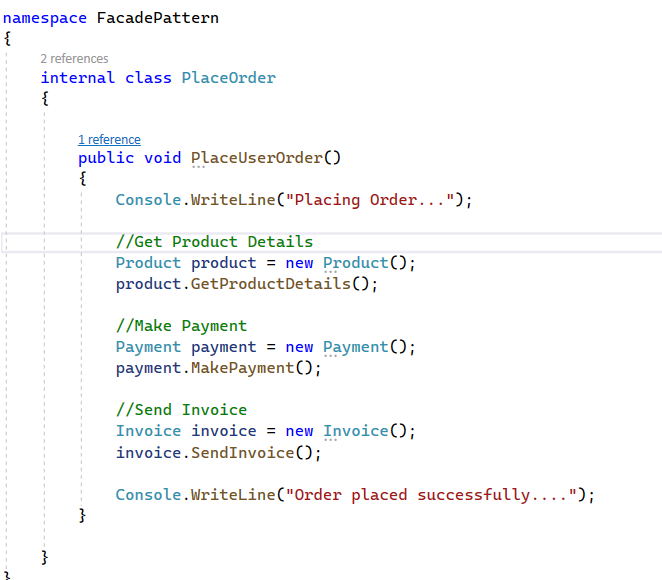 namespace FacadePattern
{
2 references
internal class PlaceOrder
{
1 reference
public void PlaceUserOrder()
{
Console.WriteLine("Placing Order...");
//Get Product Details
Product product = new Product();
product.GetProductDetails();
//Make Payment
Payment payment = new Payment();
payment.MakePayment();
//Send Invoice
Invoice invoice = new Invoice();
invoice.SendInvoice();
Console.WriteLine("Order placed successfully....");
}
}
}